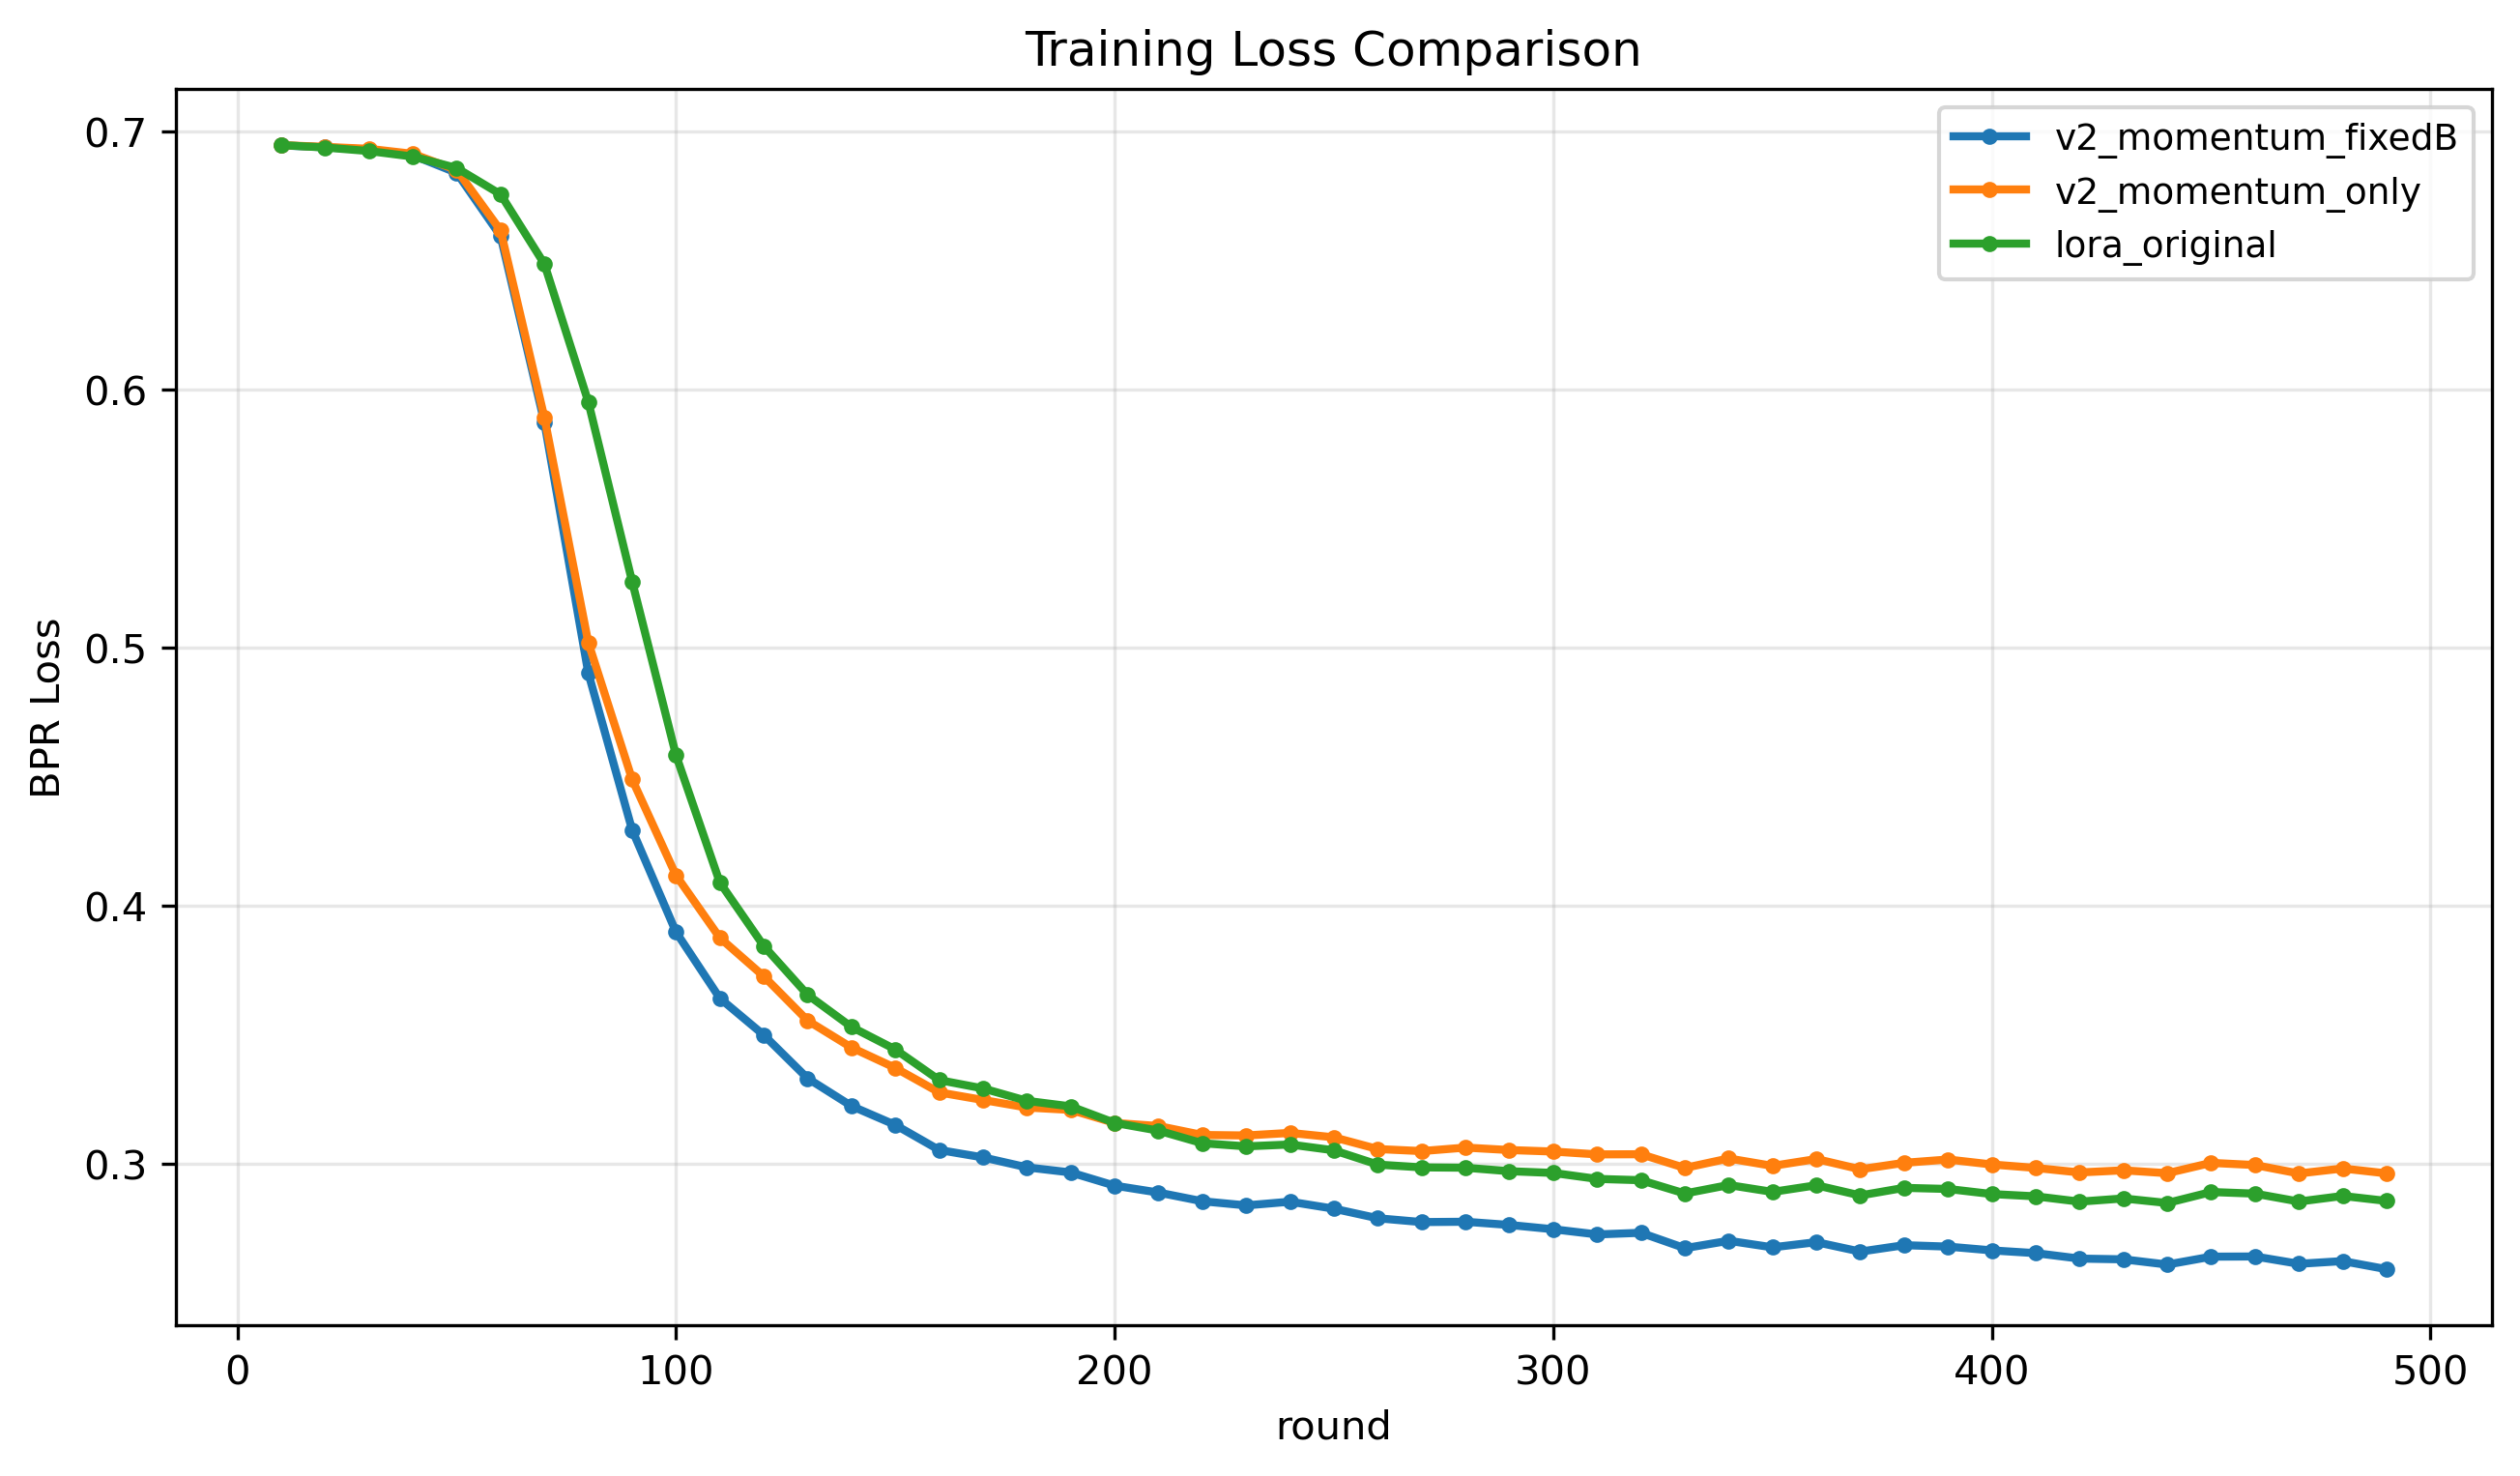 Training Loss Comparison
v2_momentum_fixedB
v2_momentum_only
lora_original
BPR Loss
0.7
0.6
0.5
0.4
0.3
0
100
200
300
400
500
round